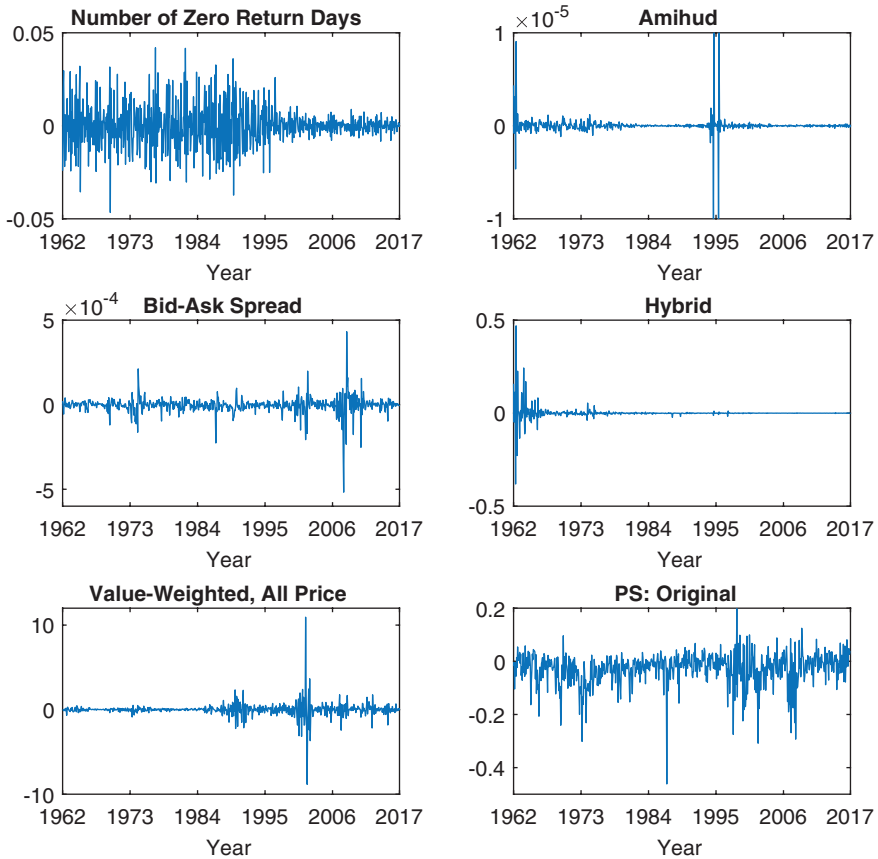 Number of Zero Return Days
0.05
0
-0.05
1962 1973 1984 1995 2006 2017
Year
×10-5
Amihud
1
0
-1
1962 1973 1984 1995 2006 2017
Year
×10-4
Bid-Ask Spread
5
0
-5
1962 1973 1984 1995 2006 2017
Year
Hybrid
0.5
0
-0.5
1962 1973 1984 1995 2006 2017
Year
Value-Weighted, All Price
10
0
-10
1962 1973 1984 1995 2006 2017
Year
PS: Original
0.2
0
-0.2
-0.4
1962 1973 1984 1995 2006 2017
Year